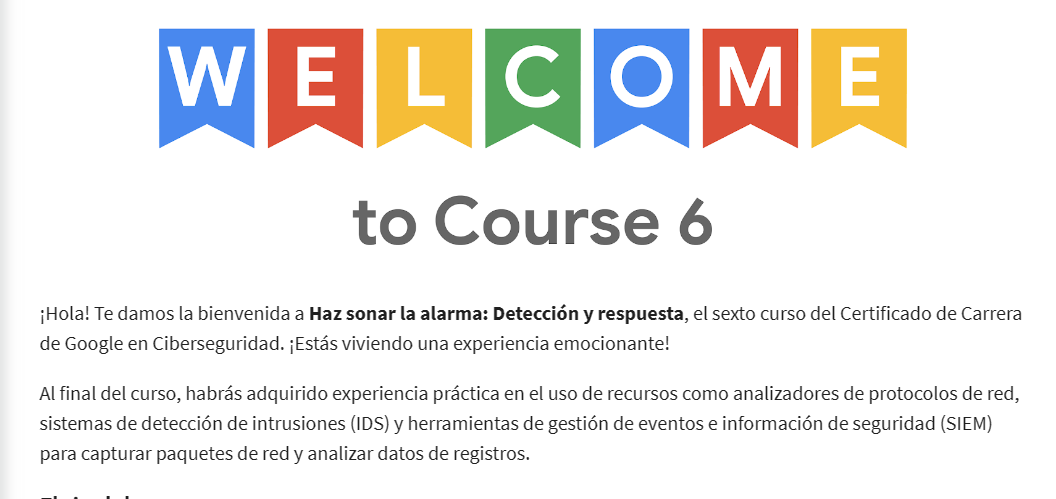 WELCOME
to Course 6
¡Hola! Te damos la bienvenida a Haz sonar la alarma: Detección y respuesta, el sexto curso del Certificado de Carrera
de Google en Ciberseguridad. ¡Estás viviendo una experiencia emocionante!
Al final del curso, habrás adquirido experiencia práctica en el uso de recursos como analizadores de protocolos de red,
sistemas de detección de intrusiones (IDS) y herramientas de gestión de eventos e información de seguridad (SIEM)
para capturar paquetes de red y analizar datos de registros.